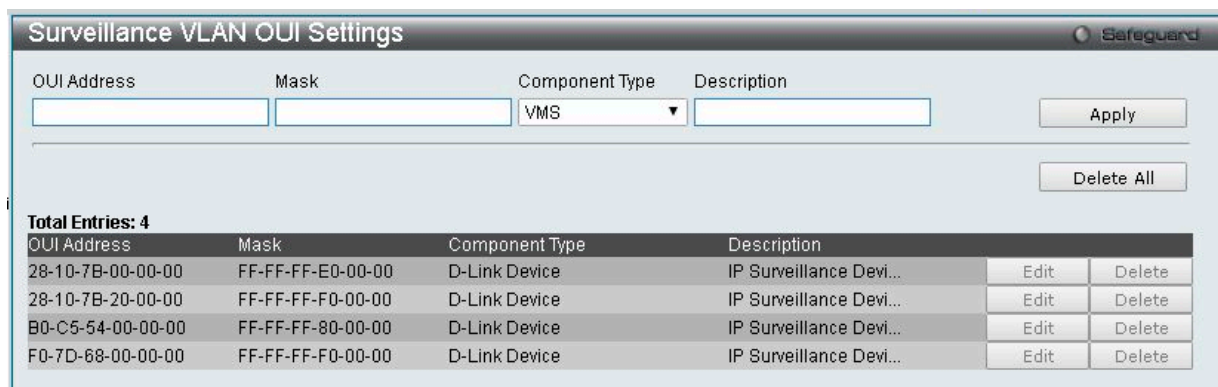 Surveillance VLAN OUI Settings
Safeguard
OUI Address Mask Component Type Description
VMS Apply
Delete All
Total Entries: 4
OUI Address Mask Component Type Description
28-10-7B-00-00-00 FF-FF-FF-E0-00-00 D-Link Device IP Surveillance Devi... Edit Delete
28-10-7B-20-00-00 FF-FF-FF-F0-00-00 D-Link Device IP Surveillance Devi... Edit Delete
B0-C5-54-00-00-00 FF-FF-FF-80-00-00 D-Link Device IP Surveillance Devi... Edit Delete
F0-7D-68-00-00-00 FF-FF-FF-F0-00-00 D-Link Device IP Surveillance Devi... Edit Delete